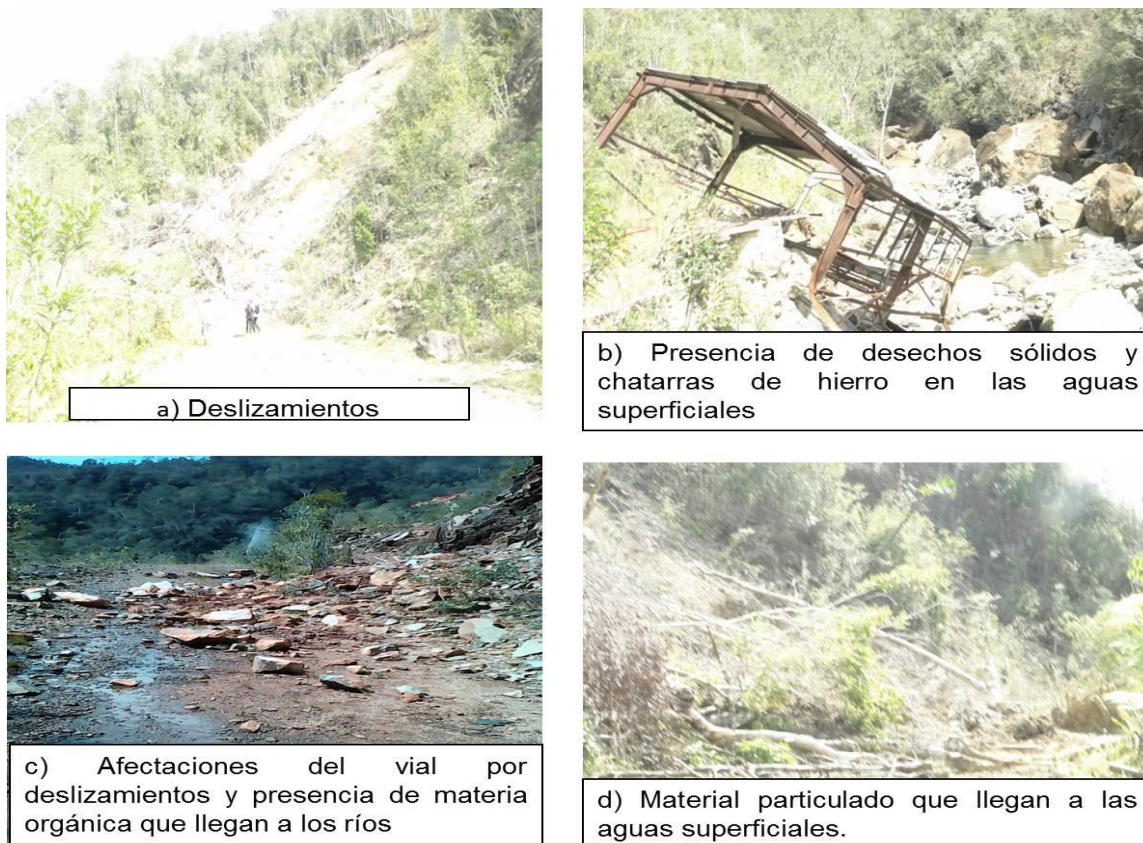 a) Deslizamientos
b) Presencia de desechos sólidos y
chatarras de hierro en las aguas
superficiales
c) Afectaciones del vial por
deslizamientos y presencia de materia
orgánica que llegan a los ríos
d) Material particulado que llegan a las
aguas superficiales.